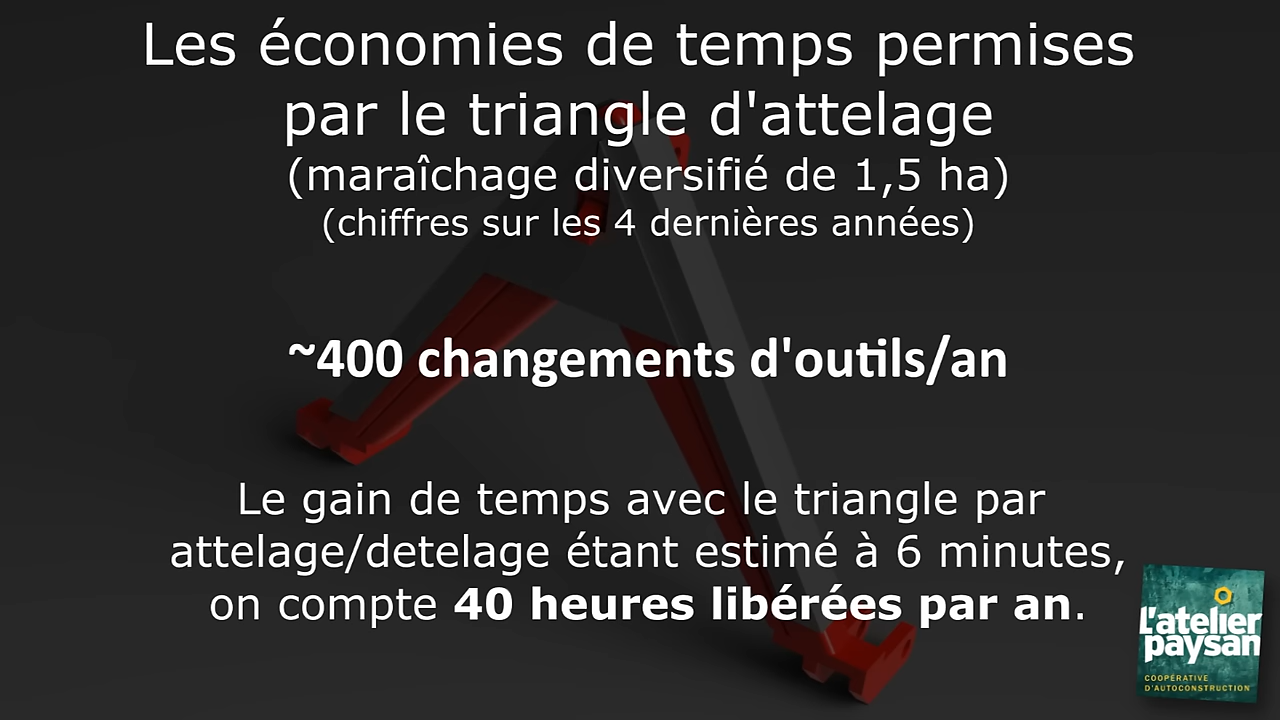 Les économies de temps permises
par le triangle d'attelage
(maraîchage diversifié de 1,5 ha)
(chiffres sur les 4 dernières années)
~400 changements d'outils/an
Le gain de temps avec le triangle par
attelage/detelage étant estimé à 6 minutes,
on compte 40 heures libérées par an.
l'atelier
paysan
COOPÉRATIVE
D'AUTOCONSTRUCTION